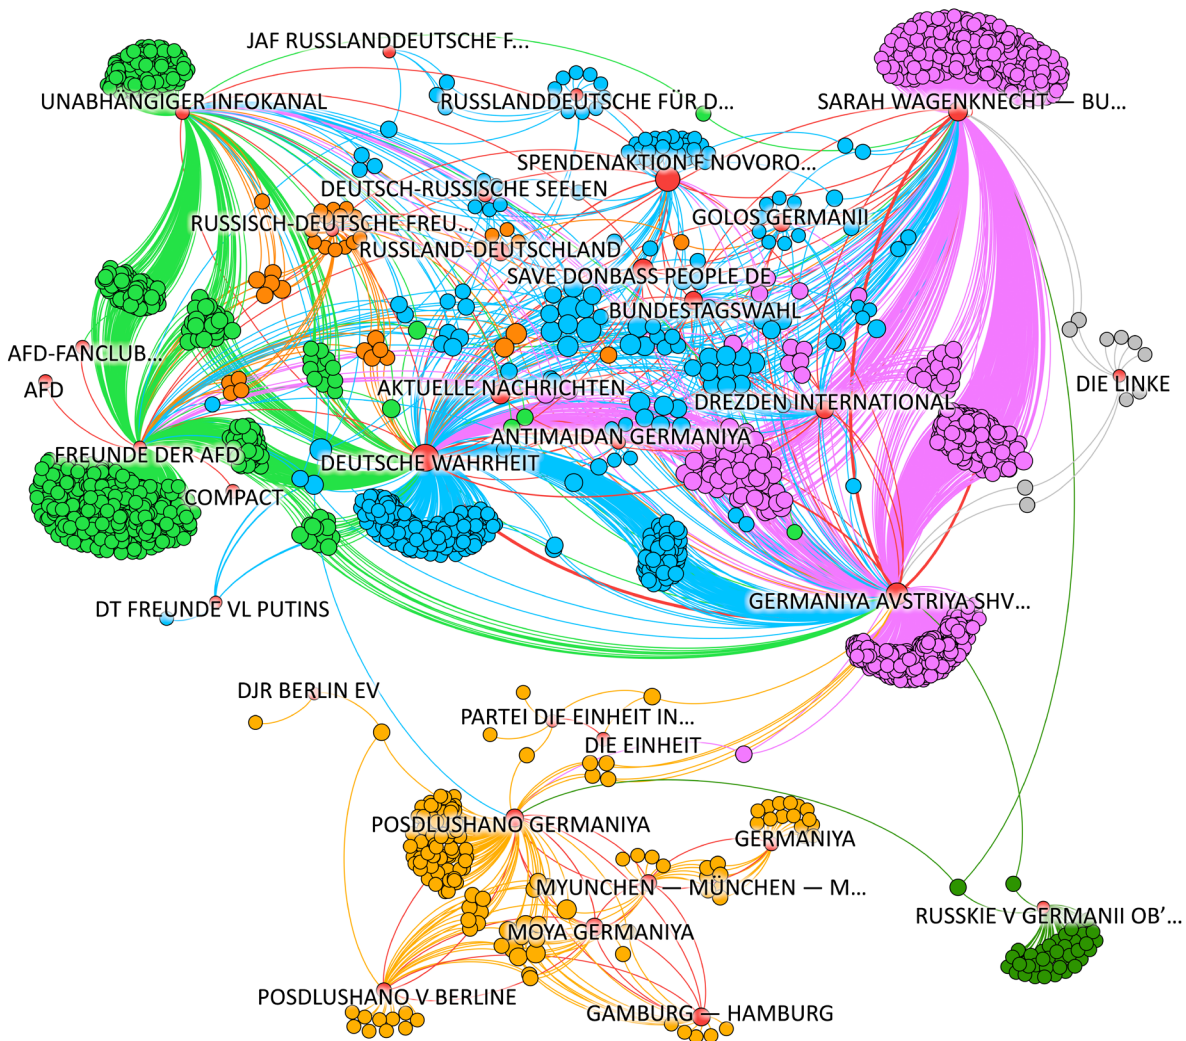 JAF RUSSLANDDEUTSCHE F...
UNABHÄNGIGER INFOKANAL
RUSSLANDDEUTSCHE FÜR D...
SARAH WAGENKNECHT — BU...
SPENDENAKTION F NOVORO...
DEUTSCH-RUSSISCHE SEELEN
RUSSISCH-DEUTSCHE FREU...
GOLOS GERMANII
RUSSLAND-DEUTSCHLAND
SAVE DONBASS PEOPLE DE
BUNDESTAGSWAHL
AFD-FANCLUB...
AFD
AKTUELLE NACHRICHTEN
DIE LINKE
DREZDEN INTERNATIONAL
ANTIMAIDAN GERMANIYA
FREUNDE DER AFD
DEUTSCHE WAHRHEIT
COMPACT
DT FREUNDE VL PUTINS
GERMANIYA AVSTRIYA SHV...
DJR BERLIN EV
PARTEI DIE EINHEIT IN...
DIE EINHEIT
POSDLUSHANO GERMANIYA
GERMANIYA
MYUNCHEN — MÜNCHEN — M...
RUSSKIE V GERMANII OB’...
MOYA GERMANIYA
POSDLUSHANO V BERLINE
GAMBURG — HAMBURG